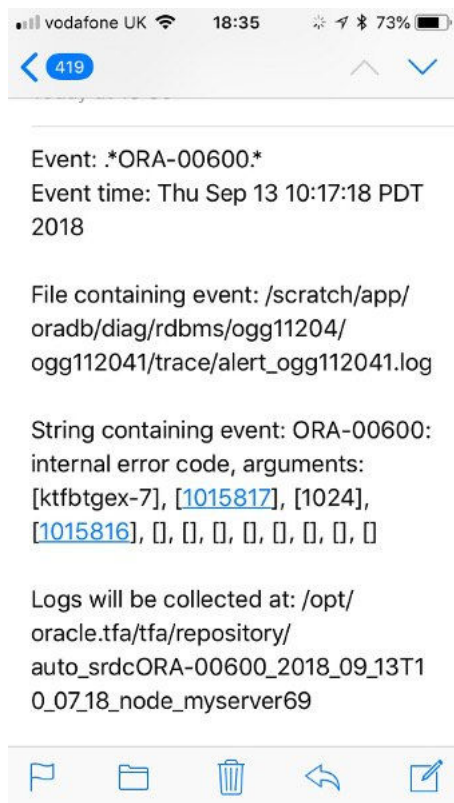 vodafone UK 18:35 73%
419
Event: .*ORA-00600.*
Event time: Thu Sep 13 10:17:18 PDT
2018
File containing event: /scratch/app/
oradb/diag/rdbms/ogg11204/
ogg112041/trace/alert_ogg112041.log
String containing event: ORA-00600:
internal error code, arguments:
[ktfbtgex-7], [1015817], [1024],
[1015816], [], [], [], [], [], [], [], []
Logs will be collected at: /opt/
oracle.tfa/tfa/repository/
auto_srdcORA-00600_2018_09_13T1
0_07_18_node_myserver69